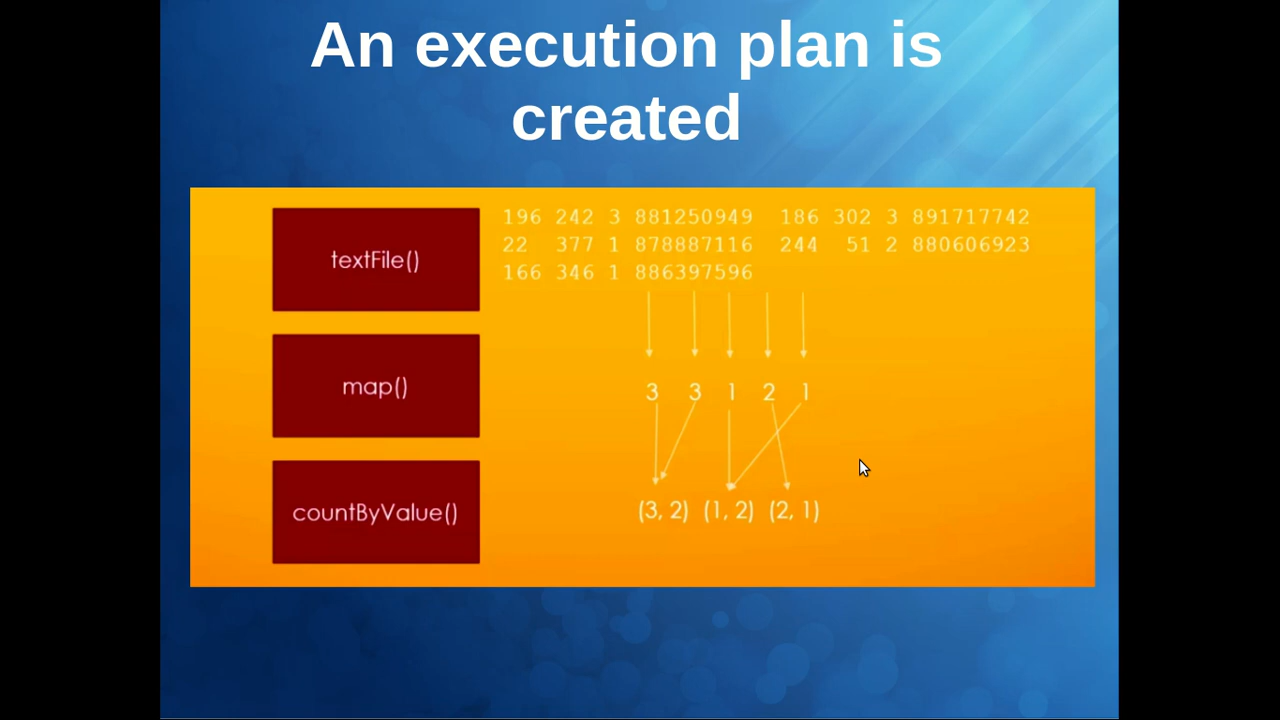 An execution plan is
created
textFile()
196 242 3 881250949 186 302 3 891717742
22 377 1 878887116 244 51 2 880606923
166 346 1 886397596
map()
3 3 1 2 1
countByValue()
(3, 2) (1, 2) (2, 1)